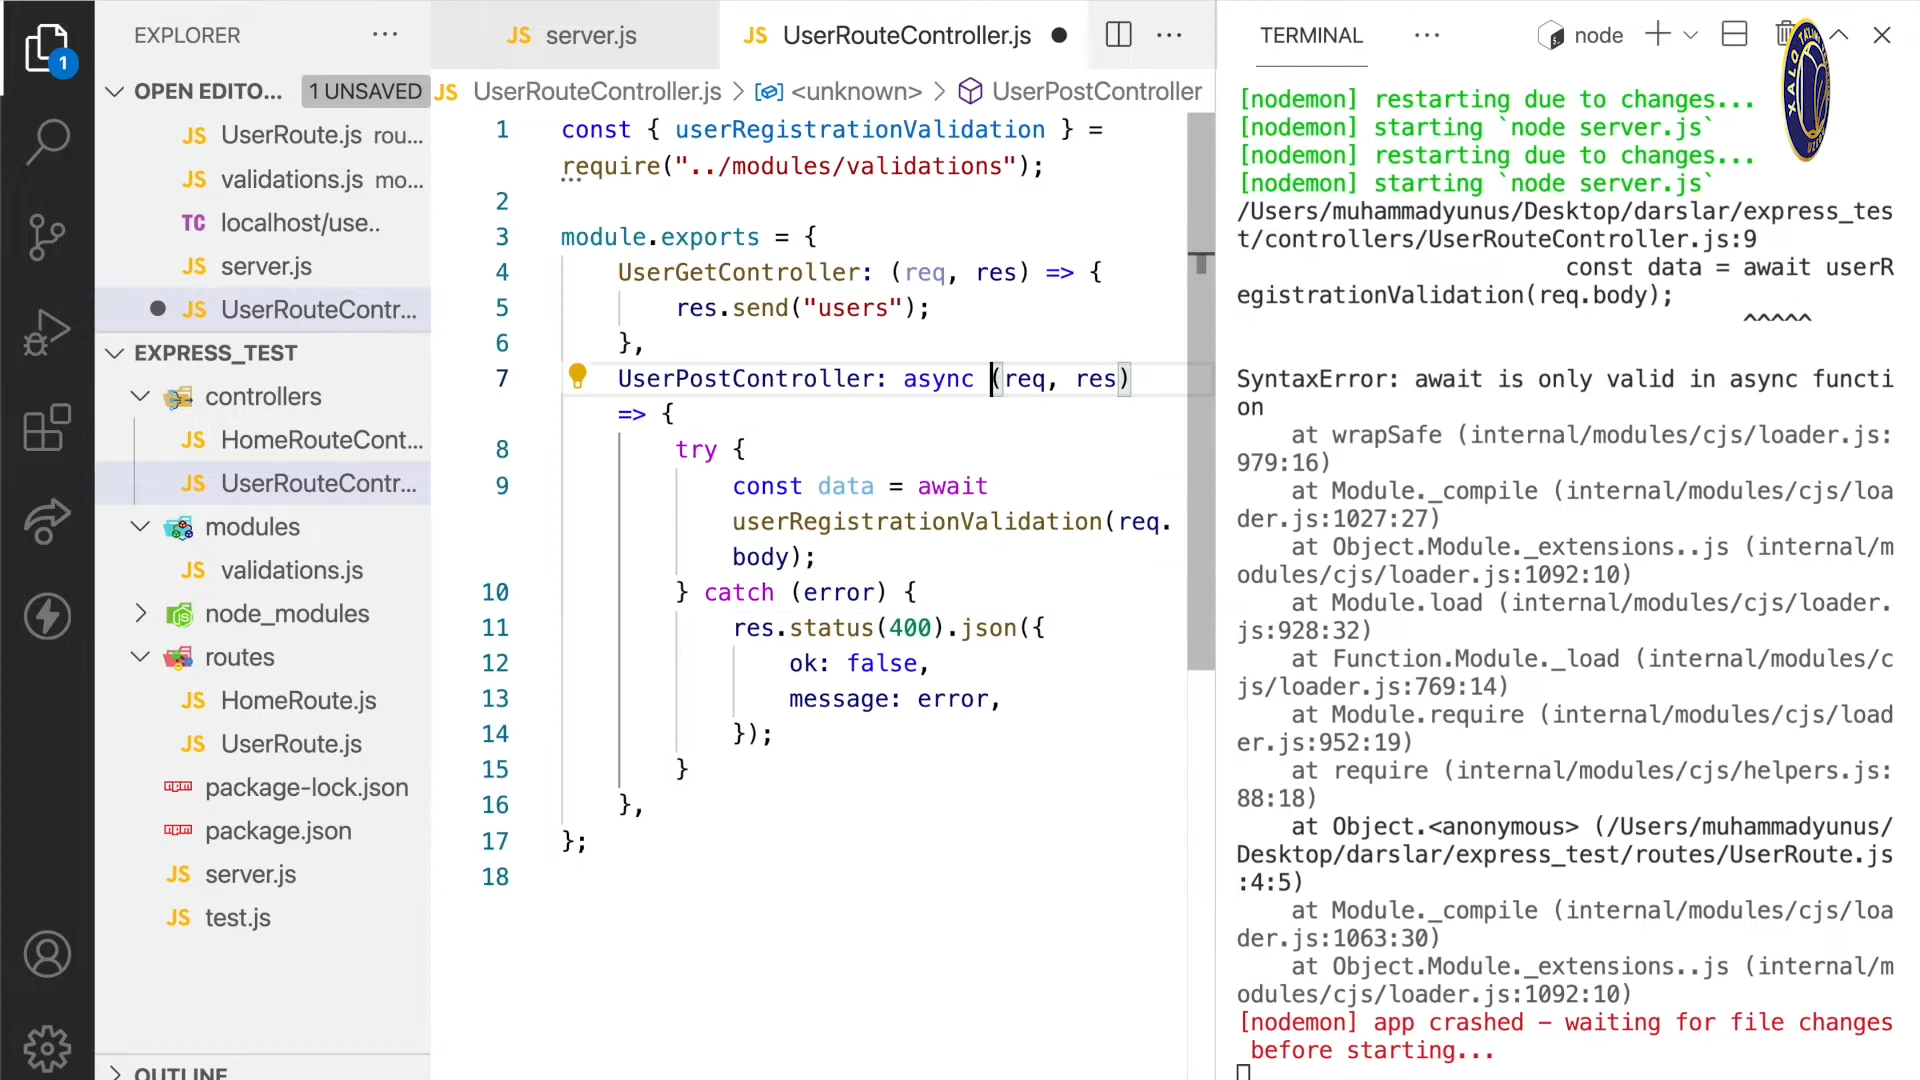 EXPLORER
OPEN EDITO... 1 UNSAVED
JS UserRoute.js rou...
JS validations.js mo...
TC localhost/use..
JS server.js
JS UserRouteContr...
EXPRESS_TEST
controllers
JS HomeRouteCont...
JS UserRouteContr...
modules
JS validations.js
node_modules
routes
JS HomeRoute.js
JS UserRoute.js
package-lock.json
package.json
JS server.js
JS test.js
OUTLINE
1
JS server.js
JS UserRouteController.js
JS UserRouteController.js > <unknown> > UserPostController
1 const { userRegistrationValidation } =
require("../modules/validations");
2
3 module.exports = {
4 UserGetController: (req, res) => {
5 res.send("users");
6 },
7 UserPostController: async (req, res)
=> {
8 try {
9 const data = await
userRegistrationValidation(req.
body);
10 } catch (error) {
11 res.status(400).json({
12 ok: false,
13 message: error,
14 });
15 }
16 },
17 };
18
TERMINAL
node
[nodemon] restarting due to changes...
[nodemon] starting `node server.js`
[nodemon] restarting due to changes...
[nodemon] starting `node server.js`
/Users/muhammadyunus/Desktop/darslar/express_tes
t/controllers/UserRouteController.js:9
const data = await userR
egistrationValidation(req.body);
^^^^^
SyntaxError: await is only valid in async functi
on
at wrapSafe (internal/modules/cjs/loader.js:
979:16)
at Module._compile (internal/modules/cjs/loa
der.js:1027:27)
at Object.Module._extensions..js (internal/m
odules/cjs/loader.js:1092:10)
at Module.load (internal/modules/cjs/loader.
js:928:32)
at Function.Module._load (internal/modules/c
js/loader.js:769:14)
at Module.require (internal/modules/cjs/load
er.js:952:19)
at require (internal/modules/cjs/helpers.js:
88:18)
at Object.<anonymous> (/Users/muhammadyunus/
Desktop/darslar/express_test/routes/UserRoute.js
:4:5)
at Module._compile (internal/modules/cjs/loa
der.js:1063:30)
at Object.Module._extensions..js (internal/m
odules/cjs/loader.js:1092:10)
[nodemon] app crashed - waiting for file changes
before starting...